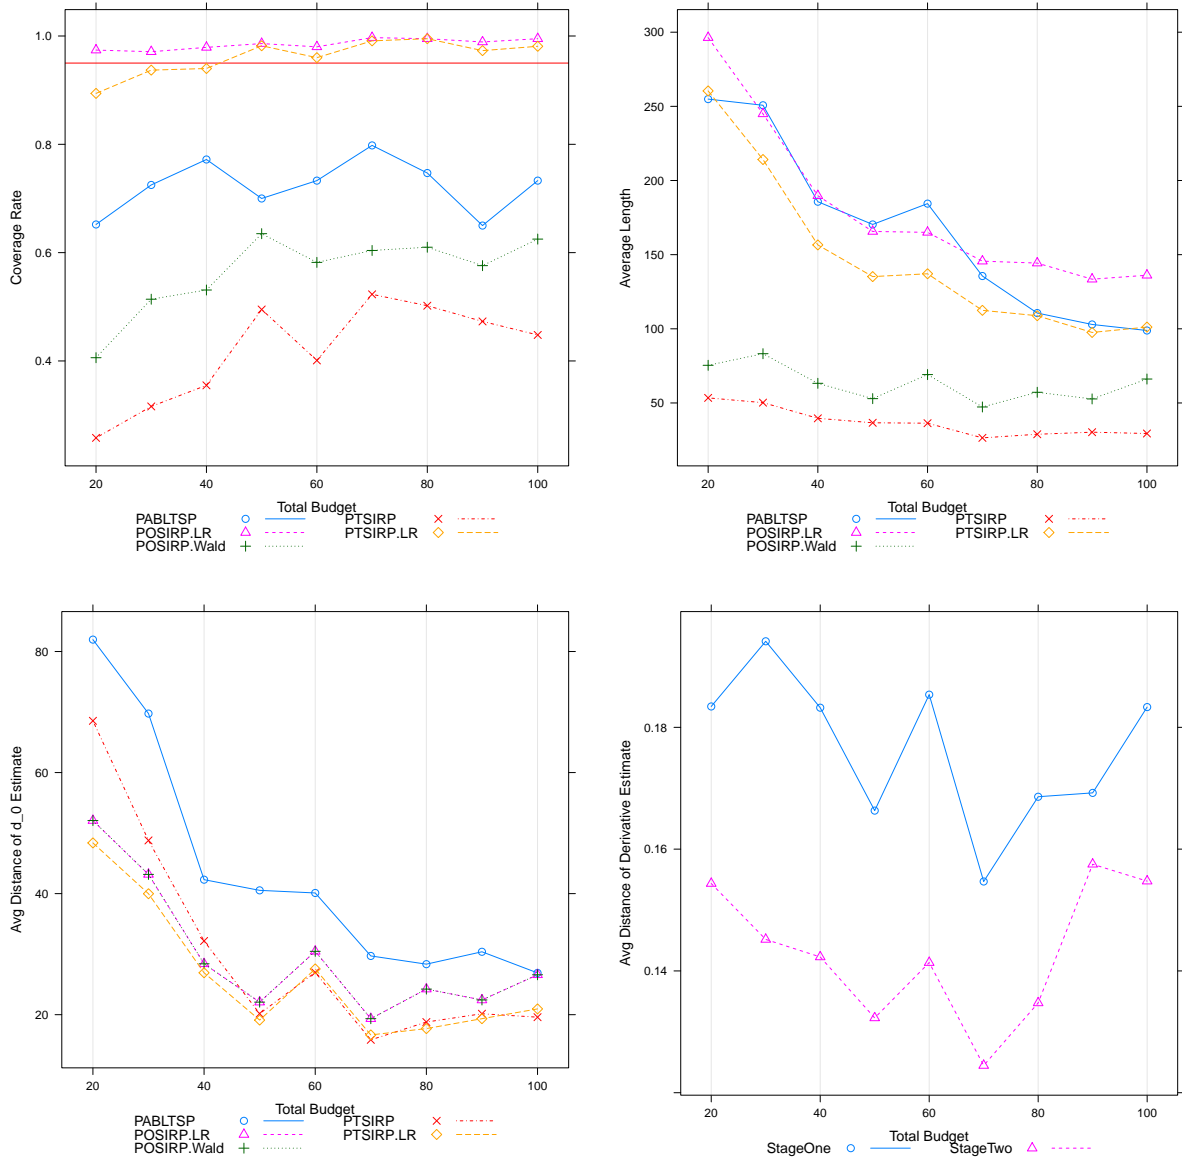 1.0
0.8
0.6
0.4
Coverage Rate
20 40 60 80 100
Total Budget
PABLTSP PTSIRP
POSIRP.LR PTSIRP.LR
POSIRP.Wald
300
250
200
150
100
50
Average Length
20 40 60 80 100
Total Budget
PABLTSP PTSIRP
POSIRP.LR PTSIRP.LR
POSIRP.Wald
80
60
40
20
Avg Distance of d_0 Estimate
20 40 60 80 100
Total Budget
PABLTSP PTSIRP
POSIRP.LR PTSIRP.LR
POSIRP.Wald
0.18
0.16
0.14
Avg Distance of Derivative Estimate
20 40 60 80 100
Total Budget
StageOne StageTwo